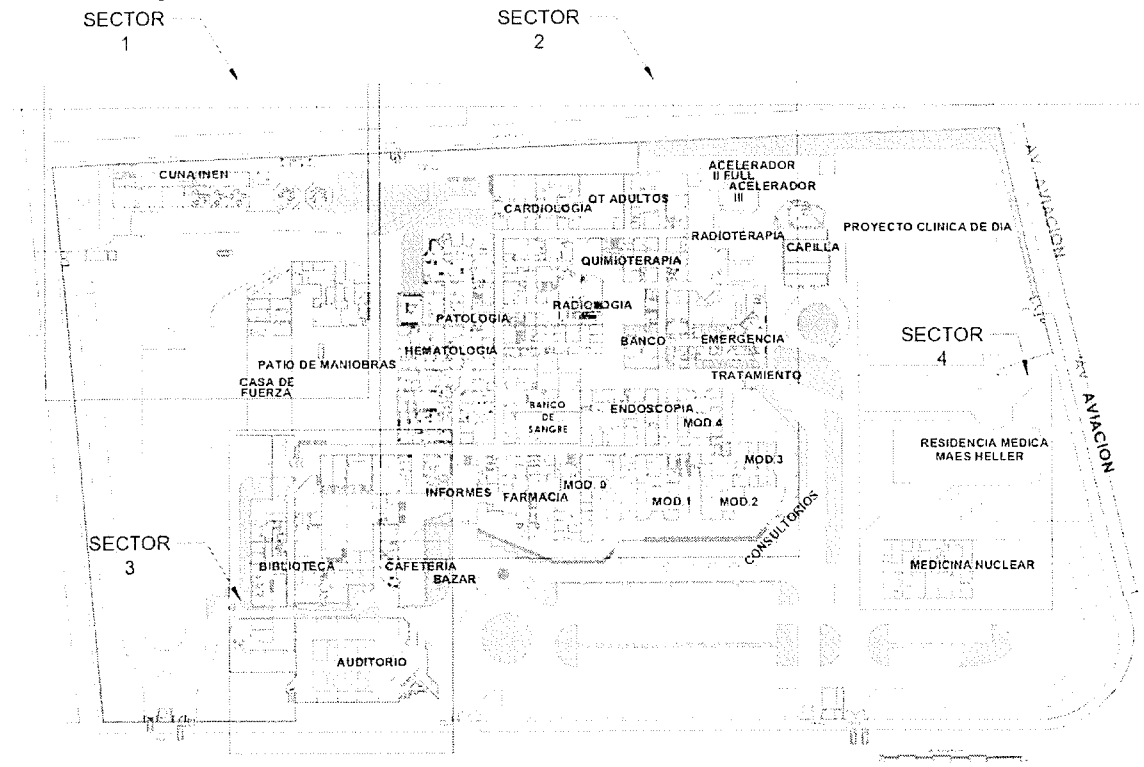 SECTOR
1
SECTOR
2
CUNA INEN
ACELERADOR
II FULL
ACELERADOR
III
CARDIOLOGIA
QT ADULTOS
AV. AVIACION
RADIOTERAPIA
CAPILLA
PROYECTO CLINICA DE DIA
QUIMIOTERAPIA
RADIOLOGIA
PATOLOGIA
HEMATOLOGIA
BANCO
EMERGENCIA
SECTOR
4
PATIO DE MANIOBRAS
CASA DE
FUERZA
TRATAMIENTO
AV. AVIACION
BANCO
DE
SANGRE
ENDOSCOPIA
MOD.4
RESIDENCIA MEDICA
MAES HELLER
MOD.3
INFORMES
FARMACIA
MOD. 0
MOD.1
MOD.2
CONSULTORIOS
SECTOR
3
BIBLIOTECA
CAFETERIA
BAZAR
MEDICINA NUCLEAR
AUDITORIO